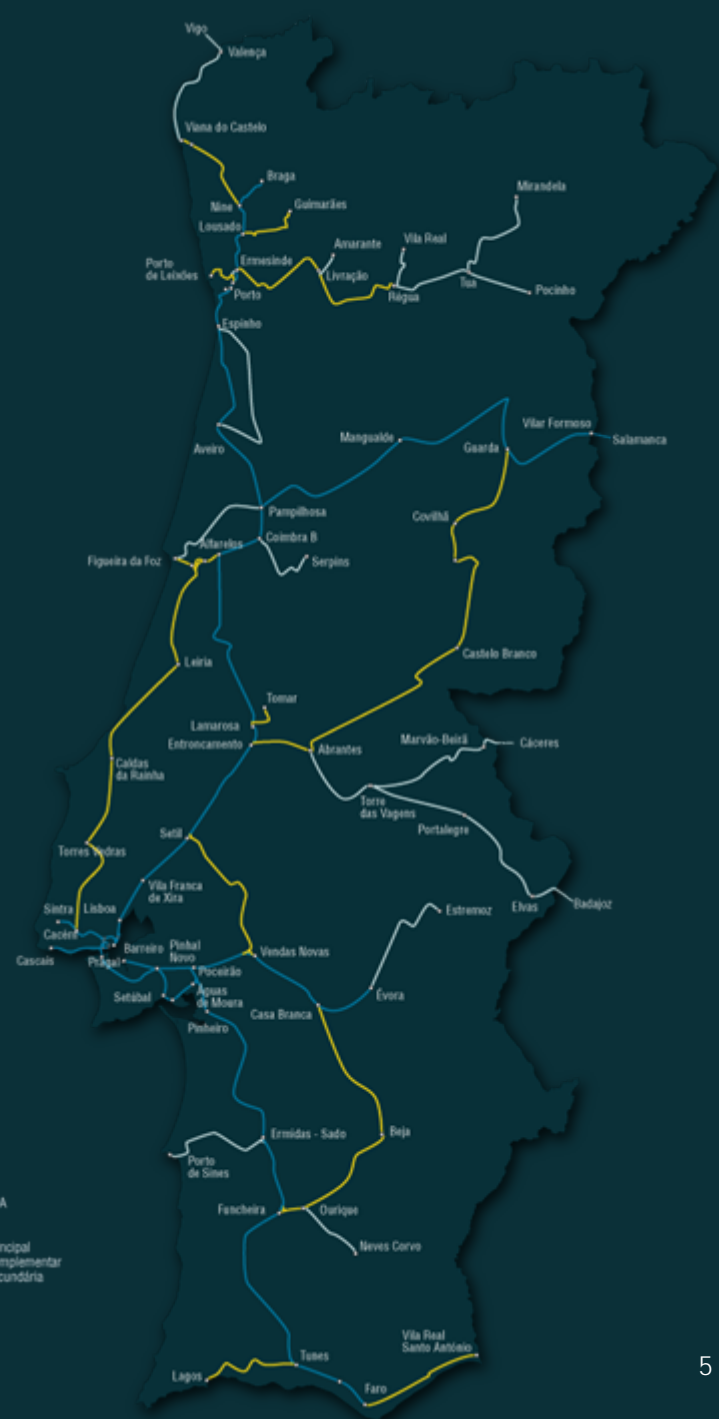 Vigo
Valença
Viana do Castelo
Braga
Mirandela
Nine
Guimarães
Lousado
Amarante
Vila Real
Porto
de Leixões
Ermesinde
Livração
Tua
Porto
Régua
Pocinho
Espinho
Vilar Formoso
Mangualde
Salamanca
Aveiro
Guarda
Pampilhosa
Covilhã
Coimbra B
Alfarelos
Figueira da Foz
Serpins
Leiria
Castelo Branco
Tomar
Lamarosa
Entroncamento
Abrantes
Marvão-Beirã
Cáceres
Caldas
da Rainha
Torre
das Vagens
Portalegre
Setil
Torres Vedras
Vila Franca
de Xira
Sintra
Lisboa
Estremoz
Elvas
Badajoz
Cacém
Cascais
Pragal
Barreiro
Pinhal
Novo
Vendas Novas
Poceirão
Setúbal
Águas
de Moura
Évora
Casa Branca
Pinheiro
Ermidas - Sado
Beja
Porto
de Sines
A
Funcheira
Ourique
ncipal
mplementar
cundária
Neves Corvo
Vila Real
Santo António
Tunes
5
Lagos
Faro